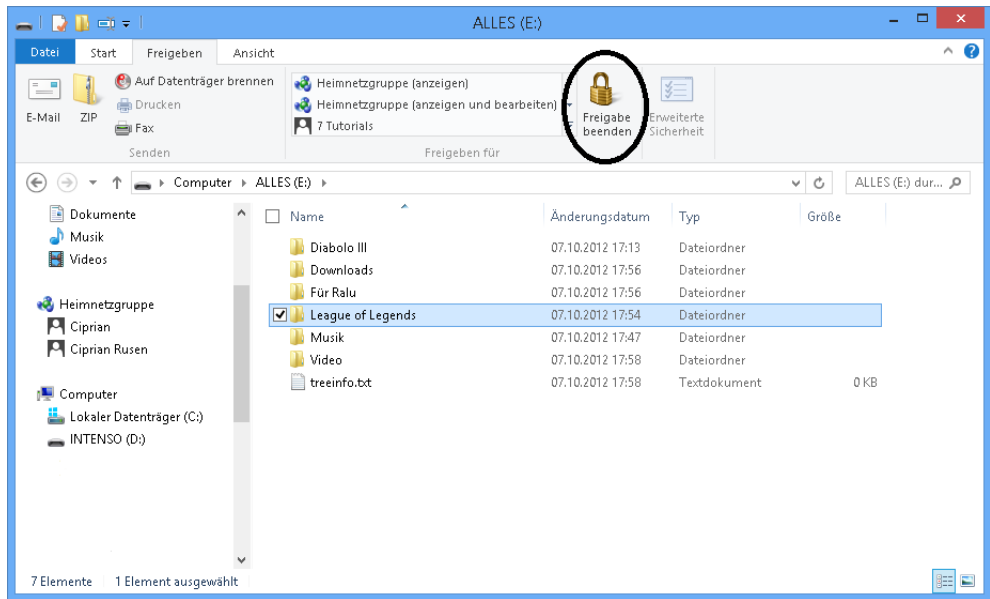 ALLES (E:)
Datei Start Freigeben Ansicht
E-Mail
ZIP
Auf Datenträger brennen
Drucken
Fax
Senden
Heimnetzgruppe (anzeigen)
Heimnetzgruppe (anzeigen und bearbeiten)
7 Tutorials
Freigeben für
Freigabe
beenden
Erweiterte
Sicherheit
Computer ALLES (E:)
ALLES (E:) dur...
Dokumente
Musik
Videos
Heimnetzgruppe
Ciprian
Ciprian Rusen
Computer
Lokaler Datenträger (C:)
INTENSO (D:)
Name Änderungsdatum Typ Größe
Diabolo III 07.10.2012 17:13 Dateiordner
Downloads 07.10.2012 17:56 Dateiordner
Für Ralu 07.10.2012 17:56 Dateiordner
League of Legends 07.10.2012 17:54 Dateiordner
Musik 07.10.2012 17:47 Dateiordner
Video 07.10.2012 17:58 Dateiordner
treeinfo.txt 07.10.2012 17:58 Textdokument 0 KB
7 Elemente 1 Element ausgewählt